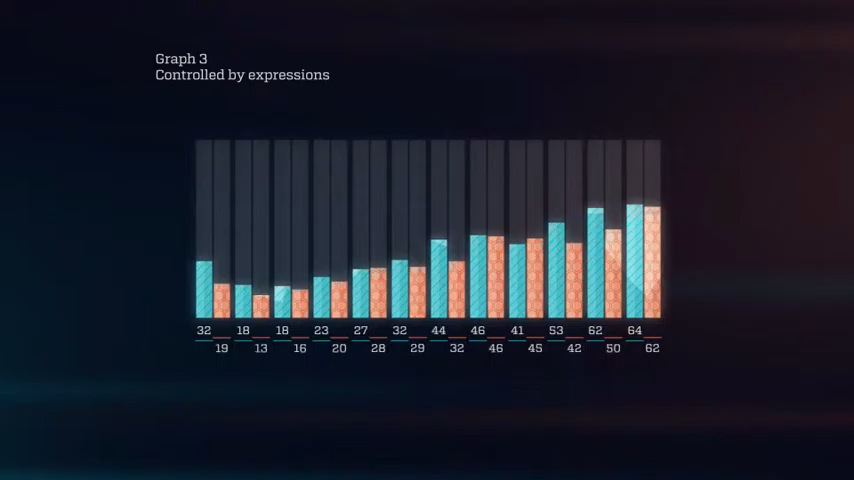 Graph 3
Controlled by expressions
32 18 18 23 27 32 44 46 41 53 62 64
19 13 16 20 28 29 32 46 45 42 50 62